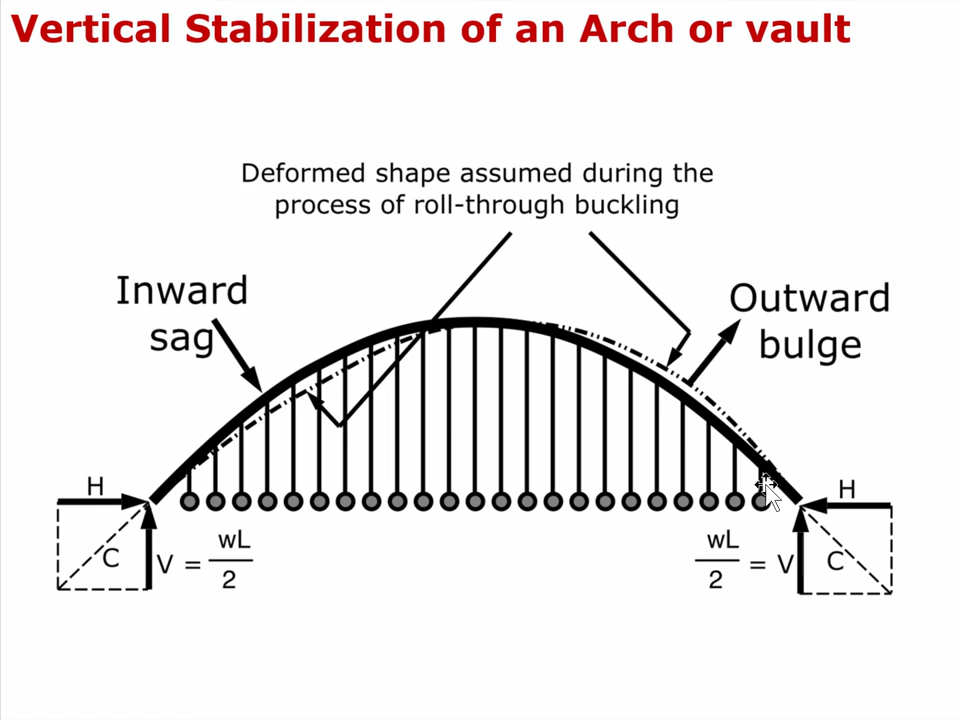 Vertical Stabilization of an Arch or vault
Deformed shape assumed during the
process of roll-through buckling
Inward
sag
Outward
bulge
H
H
C
V = wL
2
wL
2 = V
C